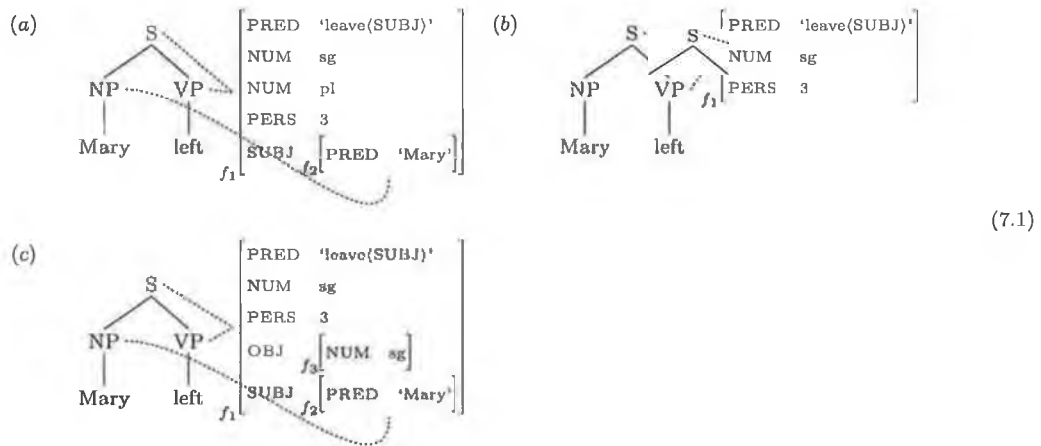 (a)
S
NP VP
Mary left
f₁
PRED ‘leave⟨SUBJ⟩’
NUM sg
NUM pl
PERS 3
SUBJ f₂ PRED ‘Mary’
(b)
S S
NP VP
Mary left
f₁
PRED ‘leave⟨SUBJ⟩’
NUM sg
PERS 3
(7.1)
(c)
S
NP VP
Mary left
f₁
PRED ‘leave⟨SUBJ⟩’
NUM sg
PERS 3
OBJ f₃ NUM sg
SUBJ f₂ PRED ‘Mary’